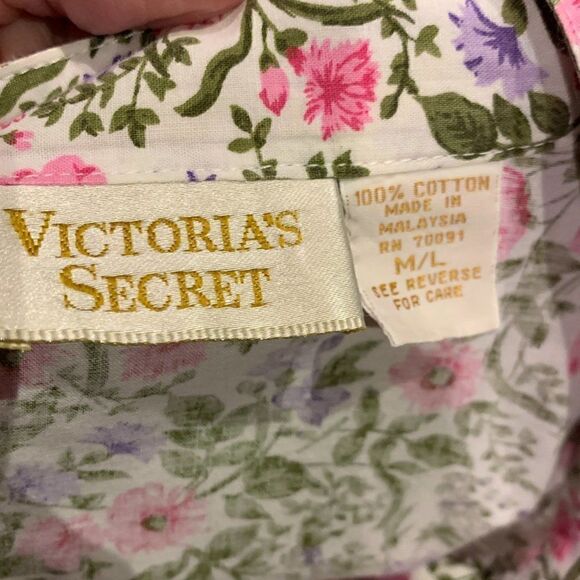 VICTORIA'S
SECRET
100% COTTON
MADE IN
MALAYSIA
RN 70091
M/L
SEE REVERSE
FOR CARE